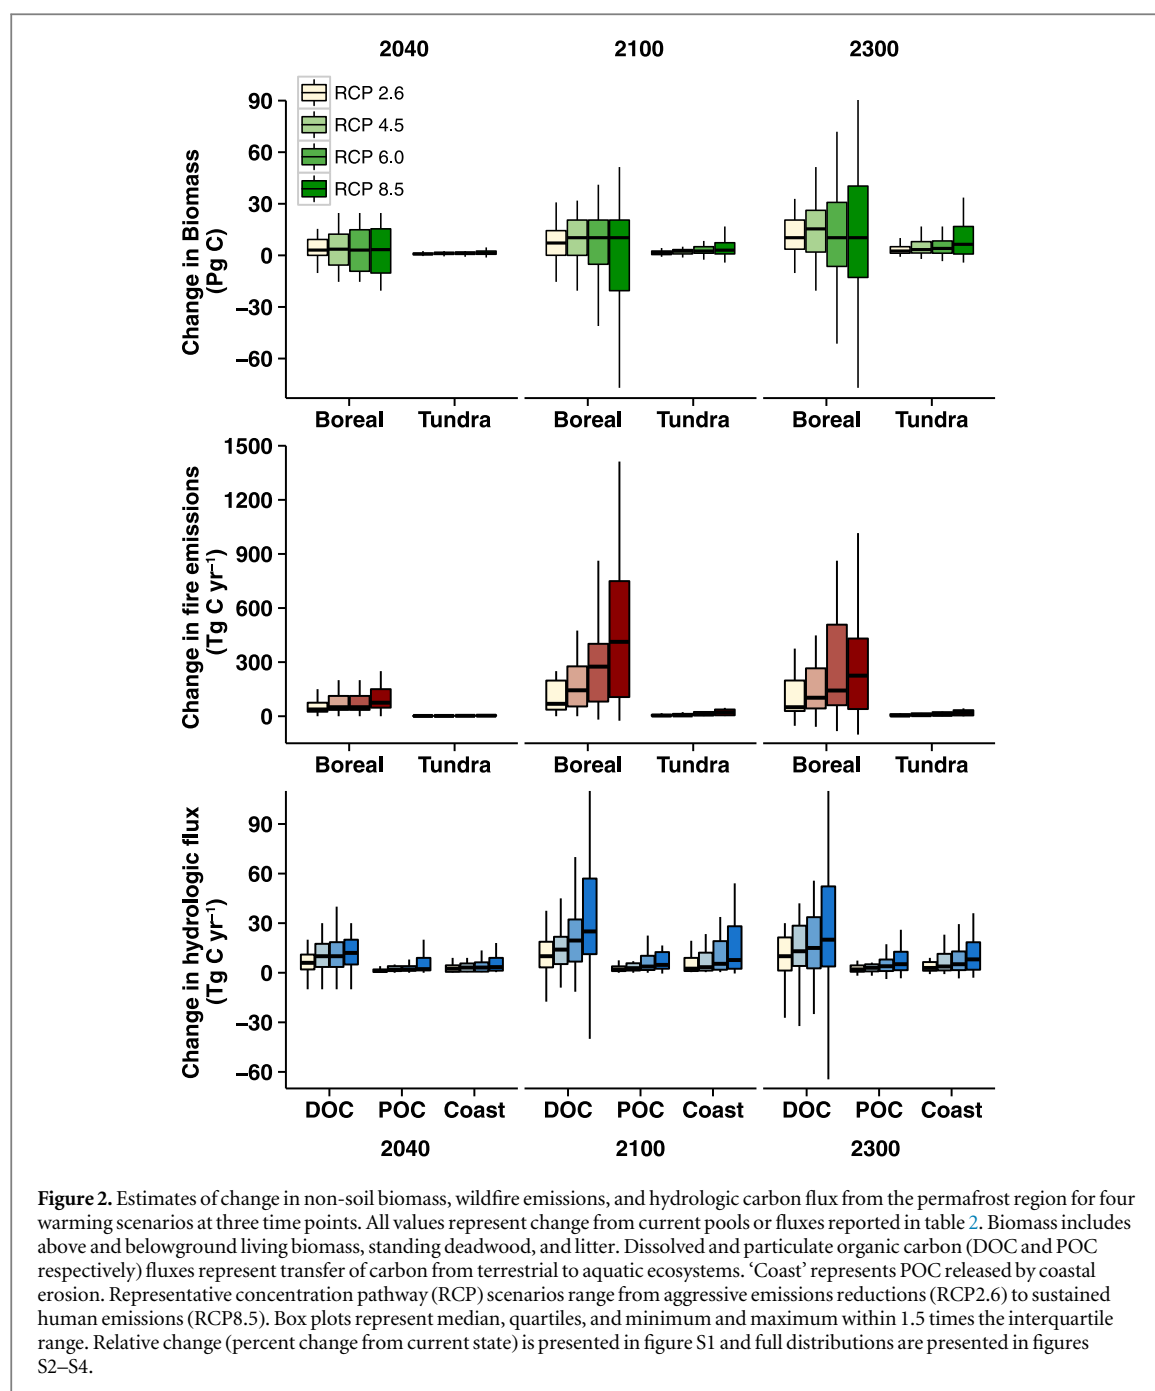 2040 2100 2300
RCP 2.6
RCP 4.5
RCP 6.0
RCP 8.5
Change in Biomass
(Pg C)
90
60
30
0
−30
−60
Boreal Tundra Boreal Tundra Boreal Tundra
Change in fire emissions
(Tg C yr⁻¹)
1500
1200
900
600
300
0
Boreal Tundra Boreal Tundra Boreal Tundra
Change in hydrologic flux
(Tg C yr⁻¹)
90
60
30
0
−30
−60
DOC POC Coast DOC POC Coast DOC POC Coast
2040 2100 2300
Figure 2. Estimates of change in non-soil biomass, wildfire emissions, and hydrologic carbon flux from the permafrost region for four
warming scenarios at three time points. All values represent change from current pools or fluxes reported in table 2. Biomass includes
above and belowground living biomass, standing deadwood, and litter. Dissolved and particulate organic carbon (DOC and POC
respectively) fluxes represent transfer of carbon from terrestrial to aquatic ecosystems. ‘Coast’ represents POC released by coastal
erosion. Representative concentration pathway (RCP) scenarios range from aggressive emissions reductions (RCP2.6) to sustained
human emissions (RCP8.5). Box plots represent median, quartiles, and minimum and maximum within 1.5 times the interquartile
range. Relative change (percent change from current state) is presented in figure S1 and full distributions are presented in figures
S2–S4.